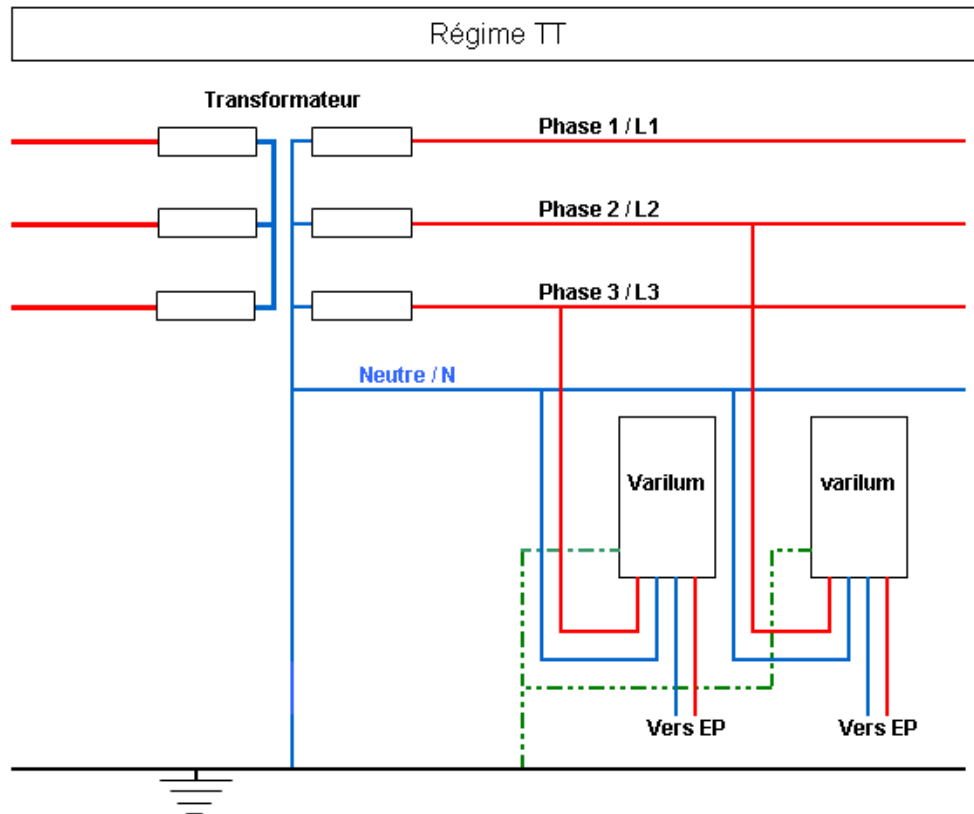 Régime TT
Transformateur
Phase 1 / L1
Phase 2 / L2
Phase 3 / L3
Neutre / N
Varilum
varilum
Vers EP
Vers EP